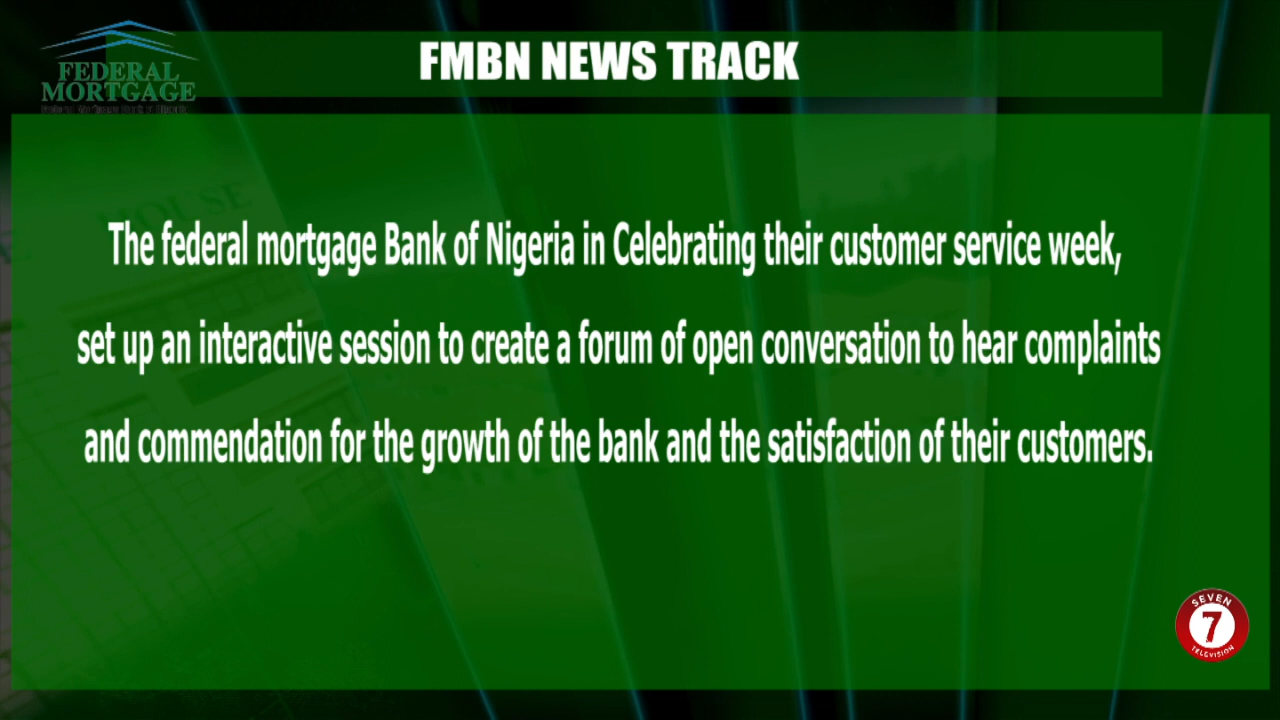 FEDERAL
MORTGAGE
FMBN NEWS TRACK
HOUSE
The federal mortgage Bank of Nigeria in Celebrating their customer service week,
set up an interactive session to create a forum of open conversation to hear complaints
and commendation for the growth of the bank and the satisfaction of their customers.
SEVEN
7
TELEVISION